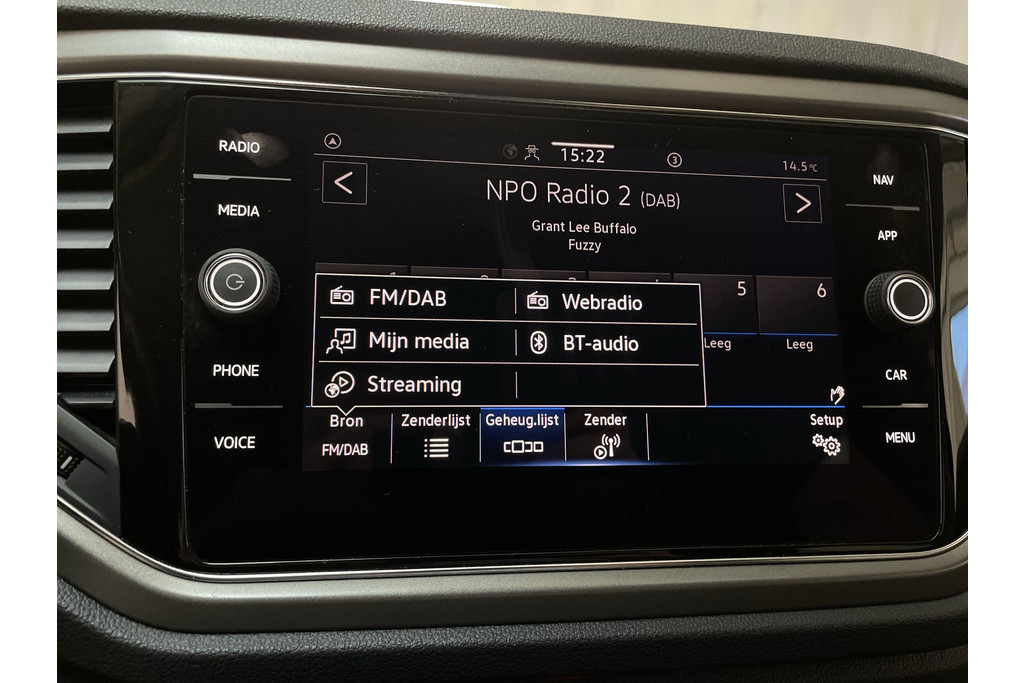 RADIO
MEDIA
PHONE
VOICE
15:22
3
14.5°C
<
NPO Radio 2 (DAB)
>
Grant Lee Buffalo
Fuzzy
5
6
Leeg
Leeg
FM/DAB
Webradio
Mijn media
BT-audio
Streaming
Bron
FM/DAB
Zenderlijst
Geheug.lijst
Zender
Setup
NAV
APP
CAR
MENU